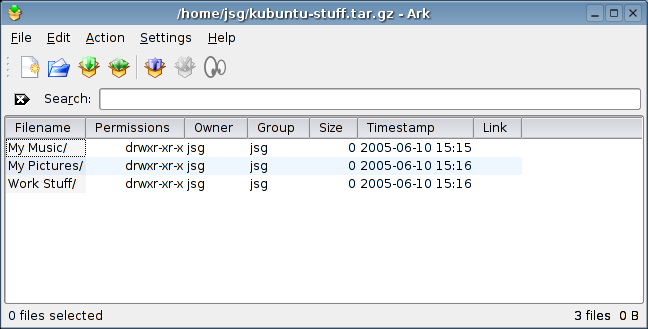 /home/jsg/kubuntu-stuff.tar.gz - Ark
File Edit Action Settings Help
Search:
Filename Permissions Owner Group Size Timestamp Link
My Music/ drwxr-xr-x jsg jsg 0 2005-06-10 15:15
My Pictures/ drwxr-xr-x jsg jsg 0 2005-06-10 15:16
Work Stuff/ drwxr-xr-x jsg jsg 0 2005-06-10 15:16
0 files selected 3 files 0 B